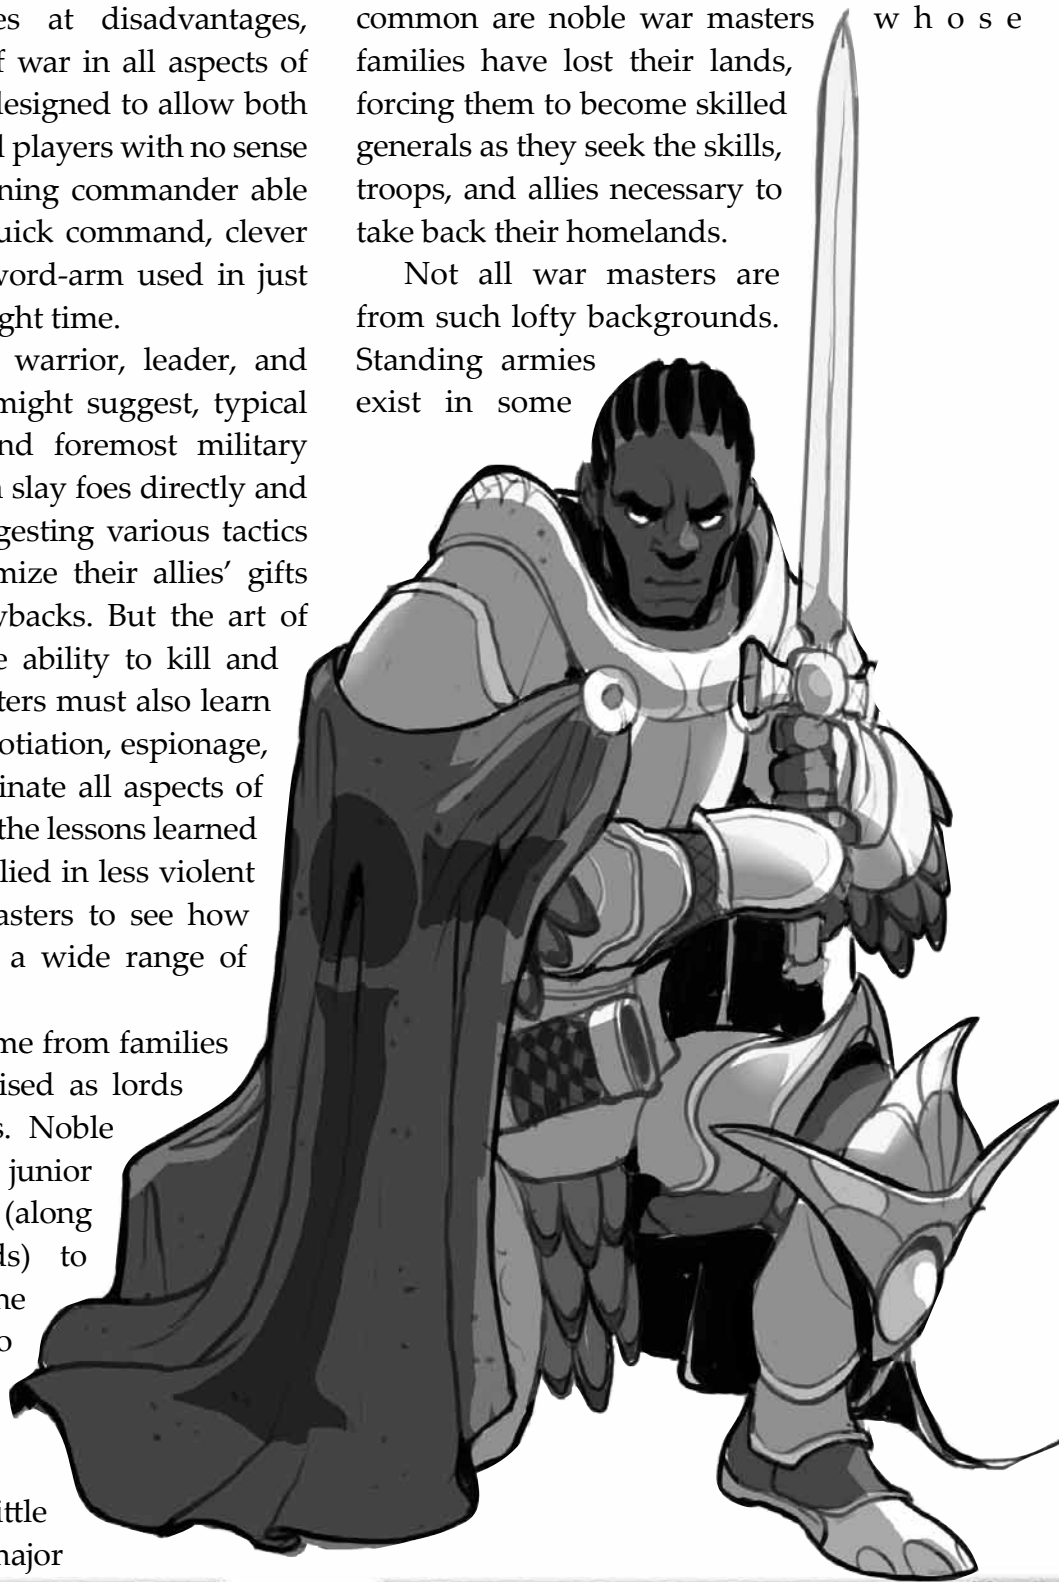 es at disadvantages,
f war in all aspects of
designed to allow both
d players with no sense
ning commander able
uick command, clever
word-arm used in just
ght time.
warrior, leader, and
might suggest, typical
nd foremost military
n slay foes directly and
gesting various tactics
mize their allies’ gifts
wbacks. But the art of
e ability to kill and
ters must also learn
otiation, espionage,
inate all aspects of
the lessons learned
lied in less violent
asters to see how
a wide range of
me from families
ised as lords
s. Noble
junior
(along
ds) to
ne
o
ittle
major
common are noble war masters whose
families have lost their lands,
forcing them to become skilled
generals as they seek the skills,
troops, and allies necessary to
take back their homelands.
Not all war masters are
from such lofty backgrounds.
Standing armies
exist in some